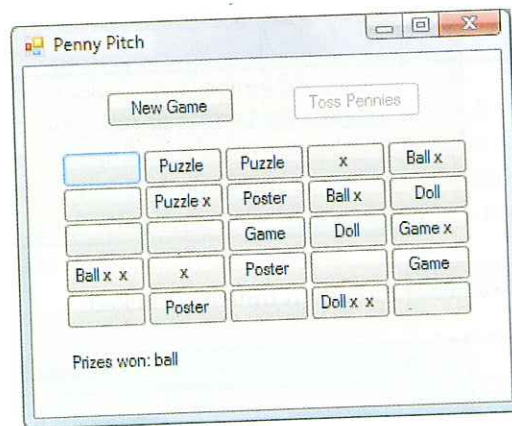 Penny Pitch
New Game Toss Pennies
Puzzle Puzzle x Ball x
Puzzle x Poster Ball x Doll
Game Doll Game x
Ball x x x Poster Game
Poster Doll x x
Prizes won: ball